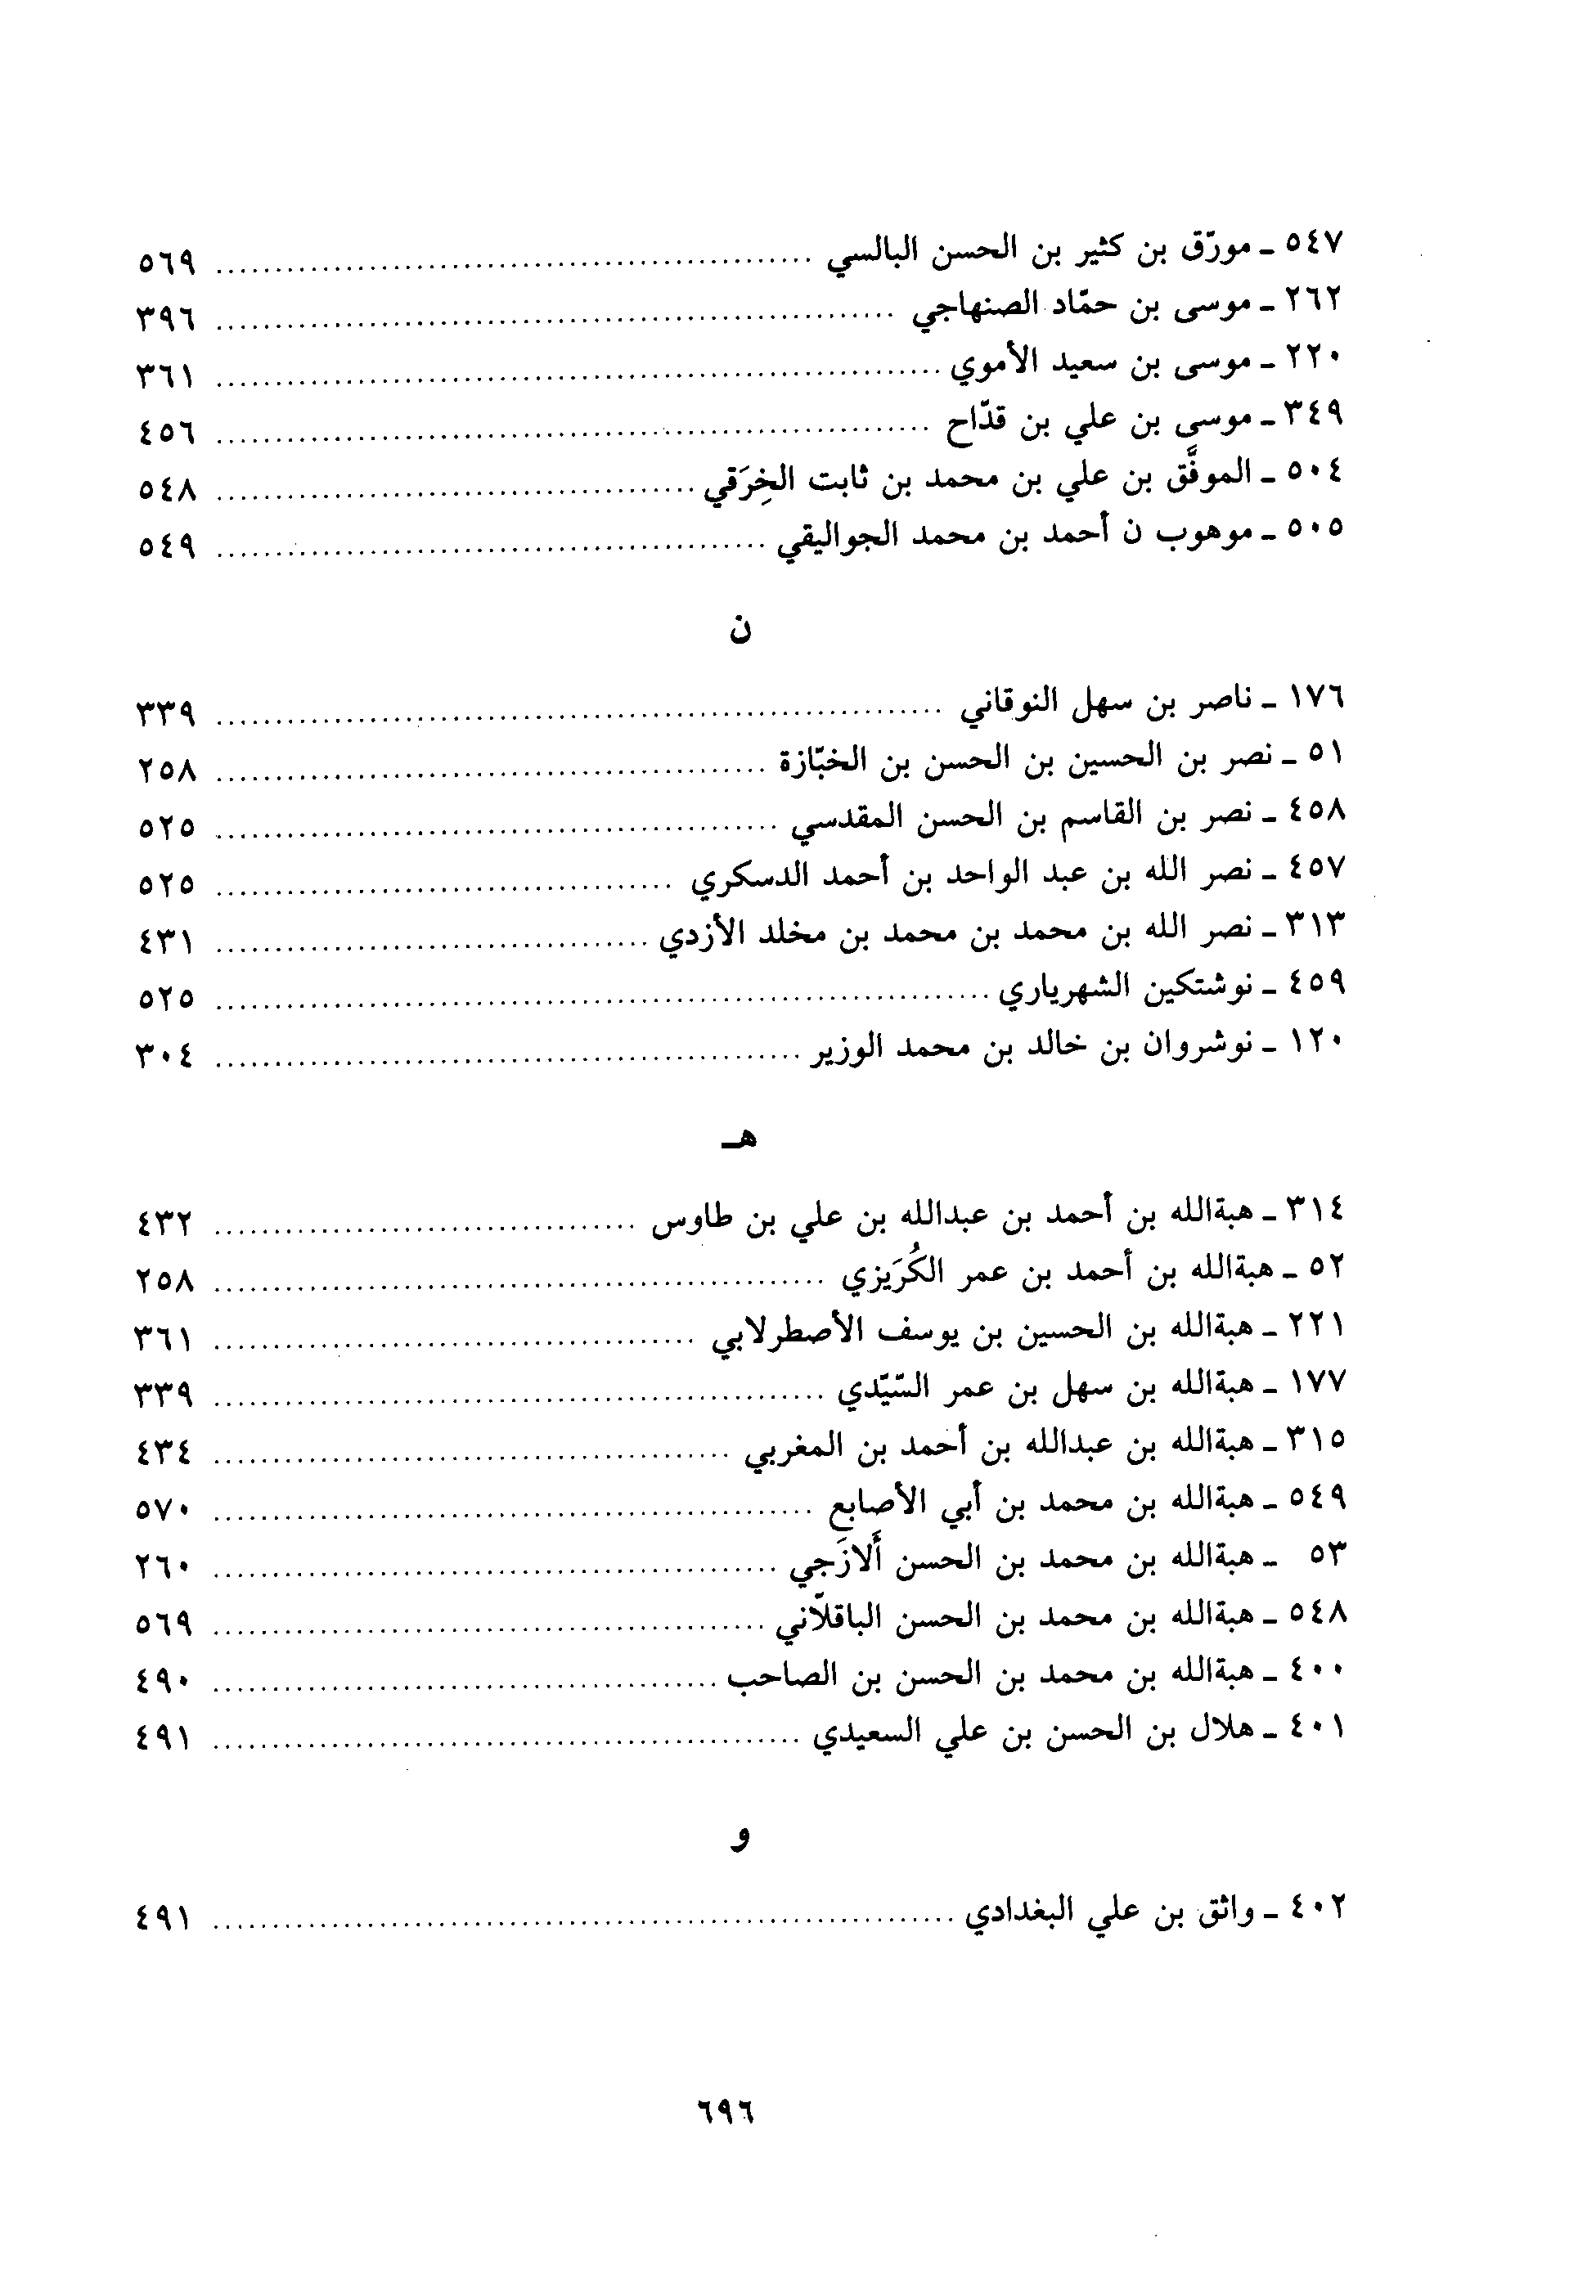 ٥٤٧ ـ مورّق بن كثير بن الحسن البالسي ........ ٥٦٩
٢٦٢ ـ موسى بن حمّاد الصنهاجي ........ ٣٩٦
٢٢٠ ـ موسى بن سعيد الأموي ........ ٣٦١
٣٤٩ ـ موسى بن علي بن قدّاح ........ ٤٥٦
٥٠٤ ـ الموفَّق بن علي بن محمد بن ثابت الخِرَقي ........ ٥٤٨
٥٠٥ ـ موهوب ن أحمد بن محمد الجواليقي ........ ٥٤٩
ن
١٧٦ ـ ناصر بن سهل النوقاني ........ ٣٣٩
٥١ ـ نصر بن الحسين بن الحسن بن الخبّازة ........ ٢٥٨
٤٥٨ ـ نصر بن القاسم بن الحسن المقدسي ........ ٥٢٥
٤٥٧ ـ نصر الله بن عبد الواحد بن أحمد الدسكري ........ ٥٢٥
٣١٣ ـ نصر الله بن محمد بن محمد بن مخلد الأزدي ........ ٤٣١
٤٥٩ ـ نوشتكين الشهرياري ........ ٥٢٥
١٢٠ ـ نوشروان بن خالد بن محمد الوزير ........ ٣٠٤
هـ
٣١٤ ـ هبةالله بن أحمد بن عبدالله بن علي بن طاوس ........ ٤٣٢
٥٢ ـ هبةالله بن أحمد بن عمر الكُرَيزي ........ ٢٥٨
٢٢١ ـ هبةالله بن الحسين بن يوسف الأصطرلابي ........ ٣٦١
١٧٧ ـ هبةالله بن سهل بن عمر السّيّدي ........ ٣٣٩
٣١٥ ـ هبةالله بن عبدالله بن أحمد بن المغربي ........ ٤٣٤
٥٤٩ ـ هبةالله بن محمد بن أبي الأصابع ........ ٥٧٠
٥٣ ـ هبةالله بن محمد بن الحسن أَلازَجي ........ ٢٦٠
٥٤٨ ـ هبةالله بن محمد بن الحسن الباقلّاني ........ ٥٦٩
٤٠٠ ـ هبةالله بن محمد بن الحسن بن الصاحب ........ ٤٩٠
٤٠١ ـ هلال بن الحسن بن علي السعيدي ........ ٤٩١
و
٤٠٢ ـ واثق بن علي البغدادي ........ ٤٩١
٦٩٦